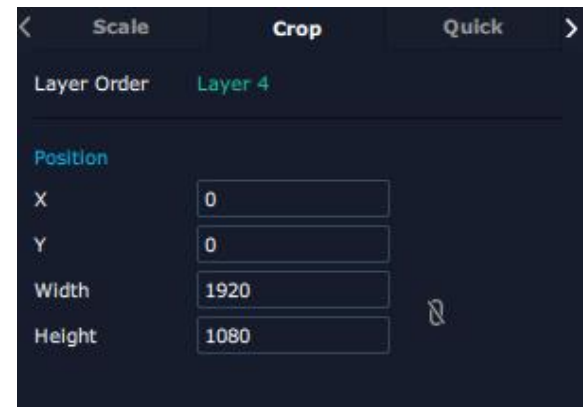 Scale Crop Quick
Layer Order Layer 4
Position
X 0
Y 0
Width 1920
Height 1080